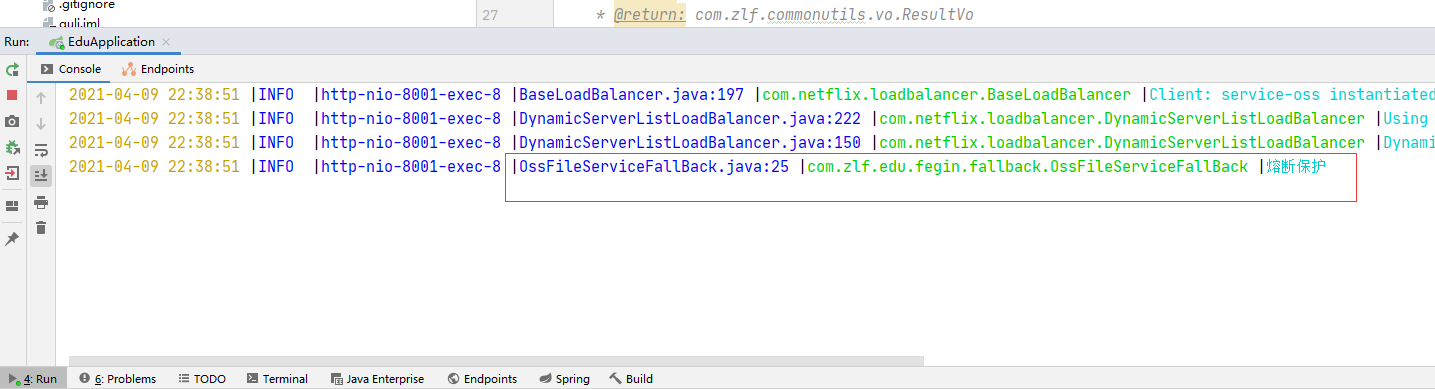 .gitignore
guli.iml
27
* @return: com.zlf.commonutils.vo.ResultVo
Run:
EduApplication
Console
Endpoints
2021-04-09 22:38:51 |INFO  |http-nio-8001-exec-8 |BaseLoadBalancer.java:197 |com.netflix.loadbalancer.BaseLoadBalancer |Client: service-oss instantiated
2021-04-09 22:38:51 |INFO  |http-nio-8001-exec-8 |DynamicServerListLoadBalancer.java:222 |com.netflix.loadbalancer.DynamicServerListLoadBalancer |Using
2021-04-09 22:38:51 |INFO  |http-nio-8001-exec-8 |DynamicServerListLoadBalancer.java:150 |com.netflix.loadbalancer.DynamicServerListLoadBalancer |Dynami
2021-04-09 22:38:51 |INFO  |http-nio-8001-exec-8 |OssFileServiceFallBack.java:25 |com.zlf.edu.fegin.fallback.OssFileServiceFallBack |熔断保护
4: Run
6: Problems
TODO
Terminal
Java Enterprise
Endpoints
Spring
Build